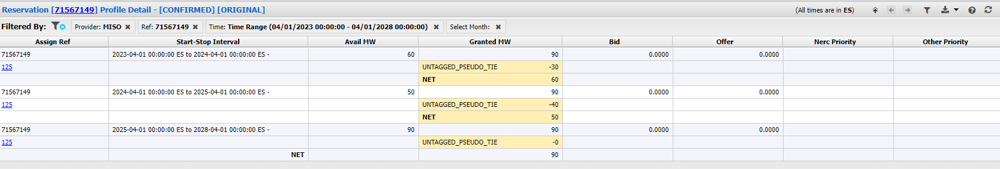 Reservation [71567149] Profile Detail - [CONFIRMED] [ORIGINAL] (All times are in ES)
Filtered By: Provider: MISO Ref: 71567149 Time: Time Range (04/01/2023 00:00:00 - 04/01/2028 00:00:00) Select Month:
Assign Ref Start-Stop Interval Avail MW Granted MW Bid Offer Nerc Priority Other Priority
71567149 2023-04-01 00:00:00 ES to 2024-04-01 00:00:00 ES - 60 90 0.0000 0.0000
125 UNTAGGED_PSEUDO_TIE -30
NET 60
71567149 2024-04-01 00:00:00 ES to 2025-04-01 00:00:00 ES - 50 90 0.0000 0.0000
125 UNTAGGED_PSEUDO_TIE -40
NET 50
71567149 2025-04-01 00:00:00 ES to 2028-04-01 00:00:00 ES - 90 90 0.0000 0.0000
125 UNTAGGED_PSEUDO_TIE -0
NET 90